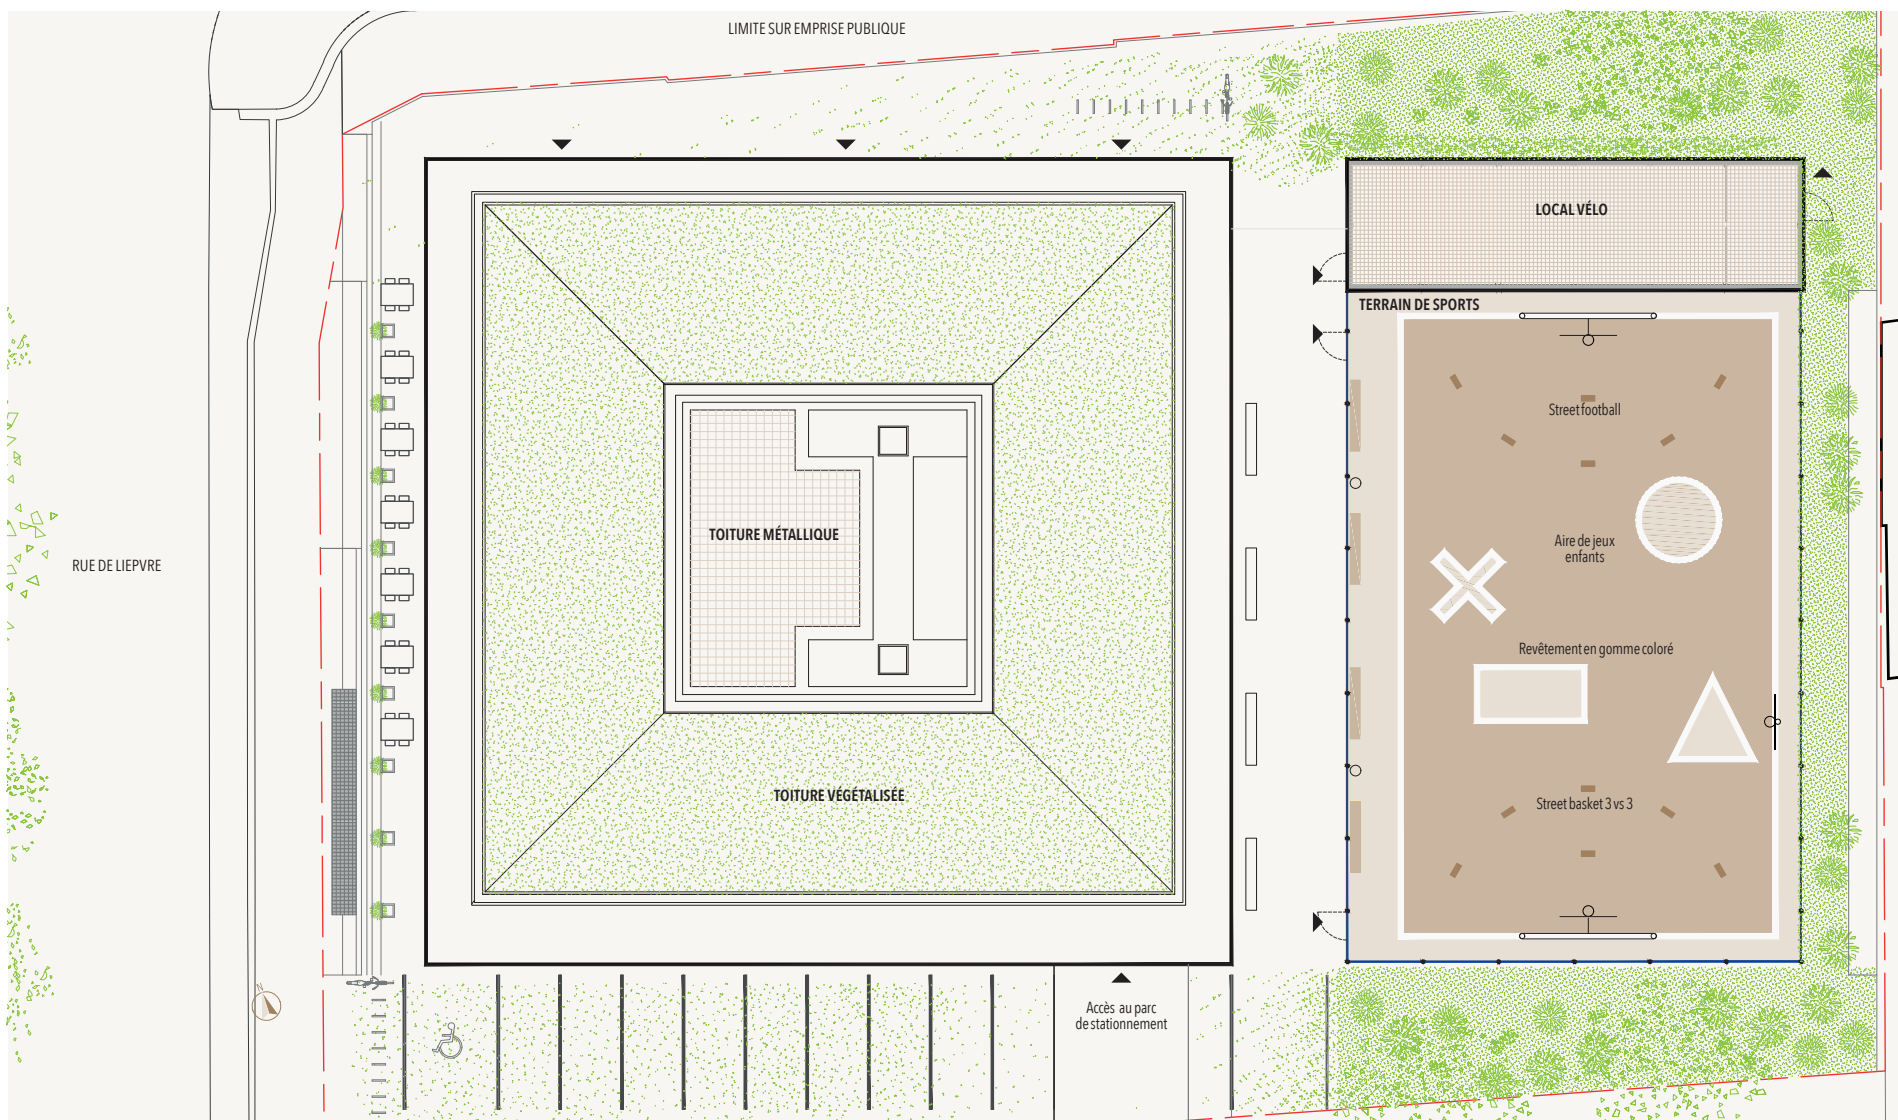 LIMITE SUR EMPRISE PUBLIQUE
LOCAL VÉLO
TERRAIN DE SPORTS
Street football
TOITURE MÉTALLIQUE
Aire de jeux
enfants
RUE DE LIEPVRE
Revêtement en gomme coloré
TOITURE VÉGÉTALISÉE
Street basket 3 vs 3
N
Accès au parc
de stationnement